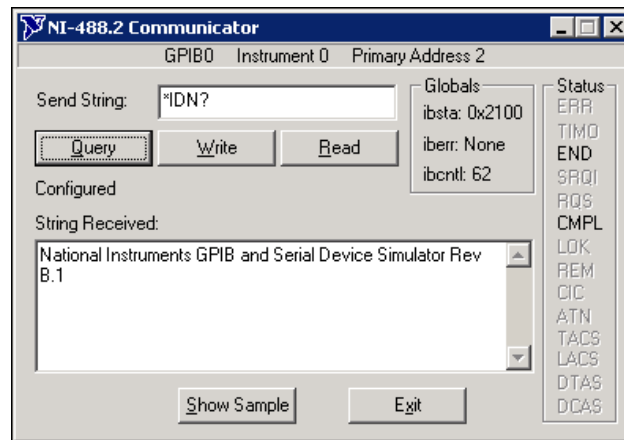 NI-488.2 Communicator
GPIB0 Instrument 0 Primary Address 2
Send String:
*IDN?
Query
Write
Read
Configured
String Received:
National Instruments GPIB and Serial Device Simulator Rev
B.1
Show Sample
Exit
Globals
ibsta: 0x2100
iberr: None
ibcntl: 62
Status
ERR
TIMO
END
SRQI
RQS
CMPL
LOK
REM
CIC
ATN
TACS
LACS
DTAS
DCAS